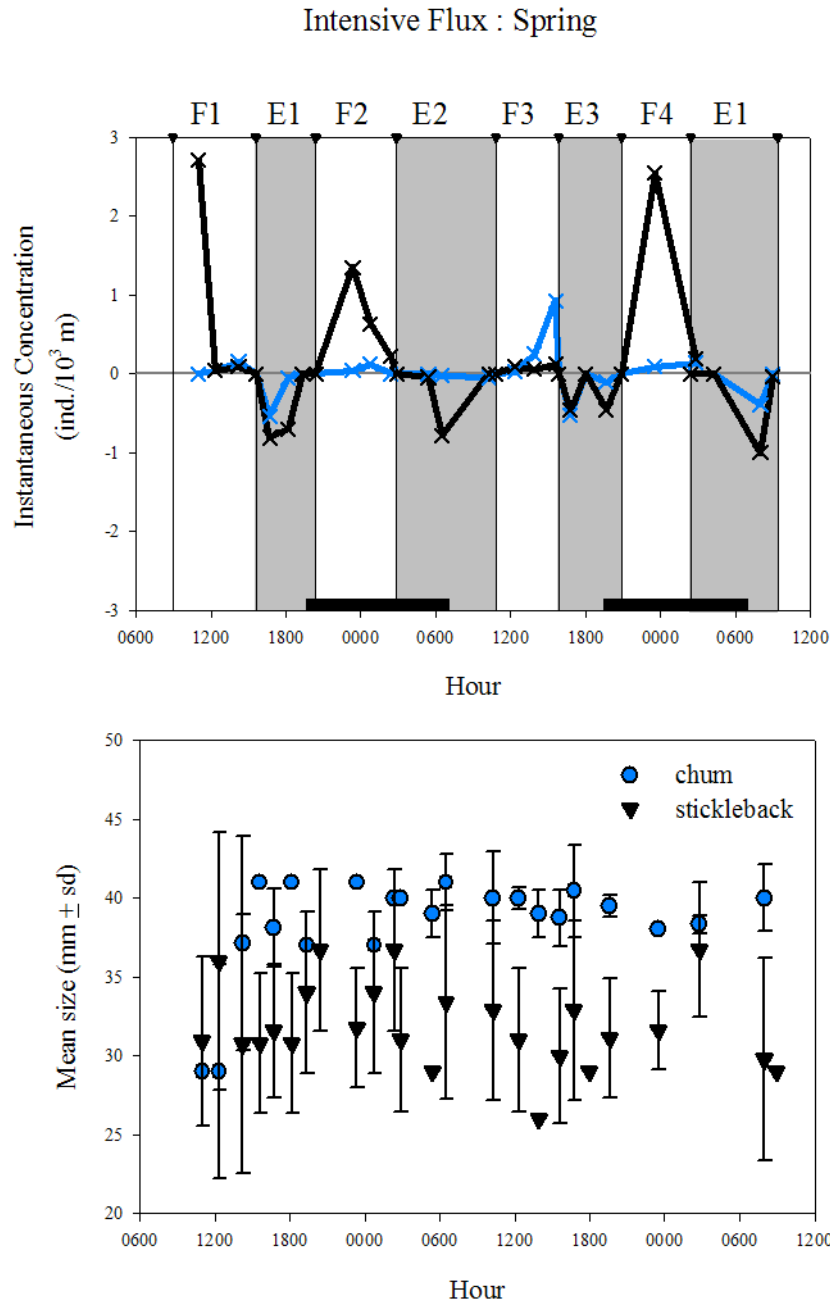 Intensive Flux : Spring
F1 E1 F2 E2 F3 E3 F4 E1
3
2
1
0
-1
-2
-3
Instantaneous Concentration
(ind./10³ m)
0600 1200 1800 0000 0600 1200 1800 0000 0600 1200
Hour
50
45
40
35
30
25
20
Mean size (mm ± sd)
chum
stickleback
0600 1200 1800 0000 0600 1200 1800 0000 0600 1200
Hour